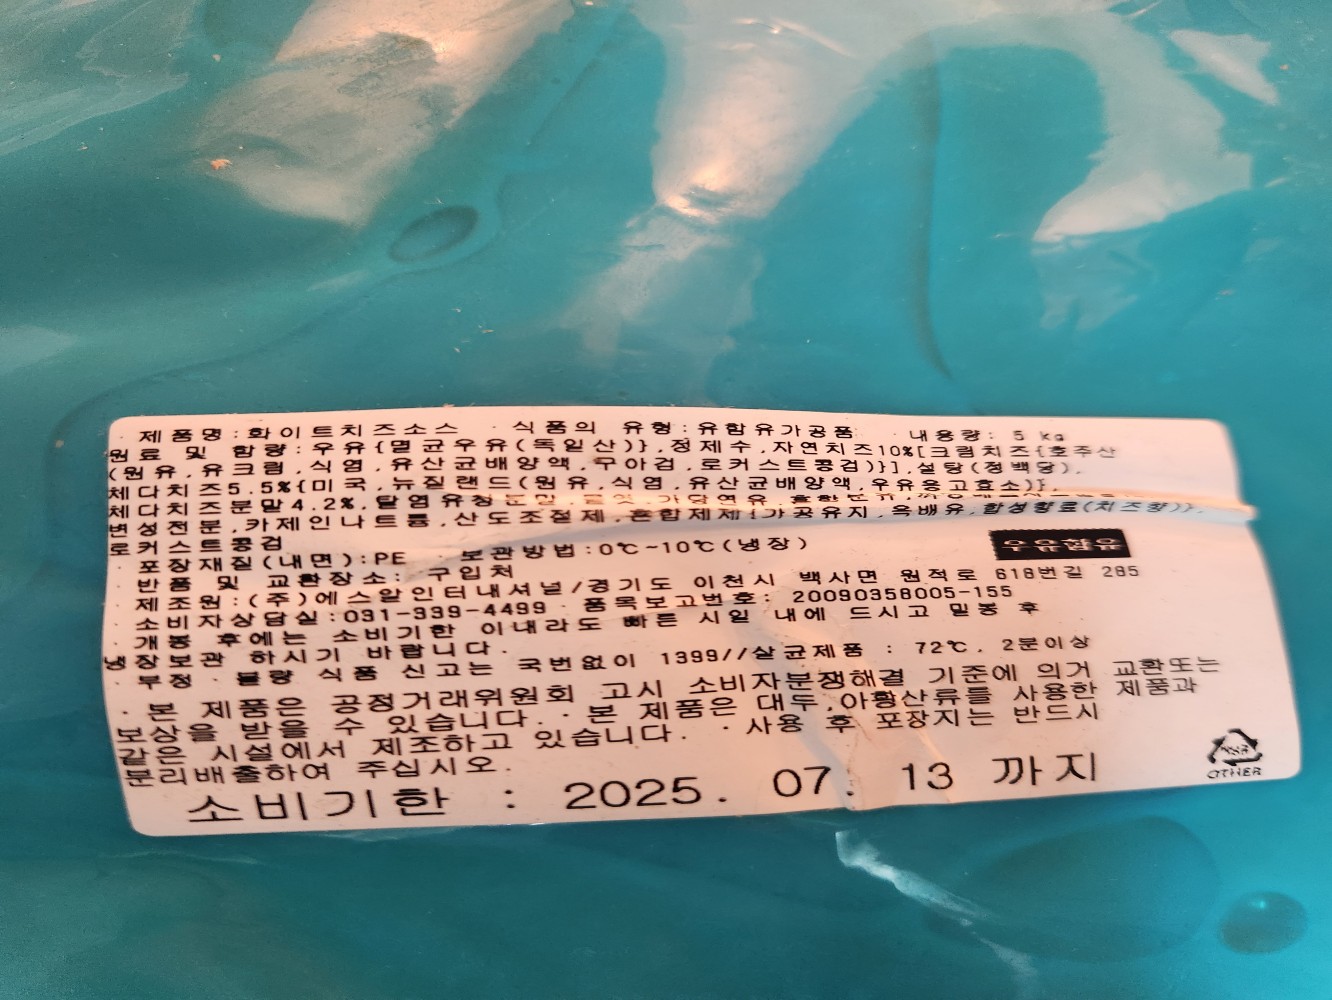 · 제품명:화이트치즈소스 · 식품의 유형:유함유가공품 · 내용량: 5 kg
원료 및 함량:우유{멸균우유(독일산)},정제수,자연치즈10%[크림치즈{호주산
(원유,유크림,식염,유산균배양액,구아검,로커스트콩검)}],설탕(정백당),
체다치즈5.5%{미국,뉴질랜드(원유,식염,유산균배양액,우유응고효소)},
체다치즈분말4.2%,탈염유청분말, 가당연유,
변성전분,카제인나트륨,산도조절제,혼합제제{가공유지,옥배유,합성향료(치즈향)},
로커스트콩검
· 포장재질(내면):PE · 보관방법:0℃~10℃(냉장)
우유함유
· 반품 및 교환장소: 구입처
· 제조원:(주)에스알인터내셔널/경기도 이천시 백사면 원적로 618번길 285
· 소비자상담실:031-339-4499 · 품목보고번호: 20090358005-155
· 개봉 후에는 소비기한 이내라도 빠른 시일 내에 드시고 밀봉 후
냉장보관 하시기 바랍니다.
· 부정·불량 식품 신고는 국번없이 1399//살균제품 : 72℃, 2분이상
· 본 제품은 공정거래위원회 고시 소비자분쟁해결 기준에 의거 교환또는
보상을 받을 수 있습니다. · 본 제품은 대두,아황산류들 사용한 제품과
같은 시설에서 제조하고 있습니다. · 사용 후 포장지는 반드시
분리배출하여 주십시오.
OTHER
소비기한 : 2025. 07. 13 까지